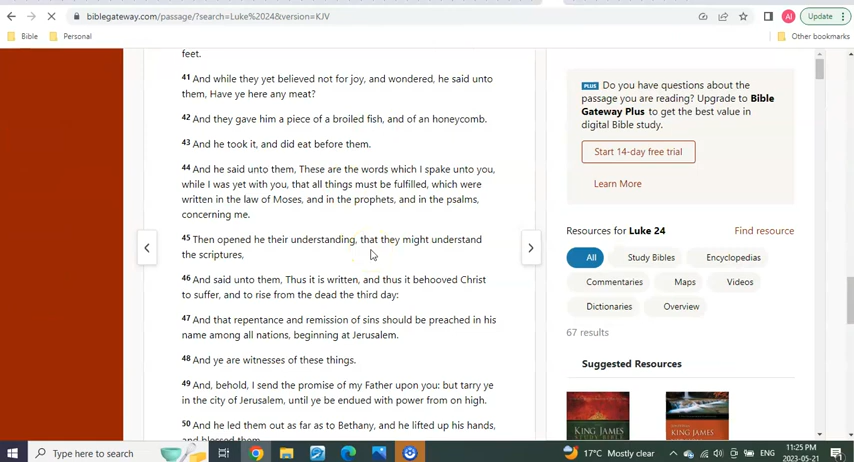 biblegateway.com/passage/?search=Luke%2024&version=KJV
AI
Update
Bible
Personal
Other bookmarks
feet.
41 And while they yet believed not for joy, and wondered, he said unto
them, Have ye here any meat?
42 And they gave him a piece of a broiled fish, and of an honeycomb.
43 And he took it, and did eat before them.
44 And he said unto them, These are the words which I spake unto you,
while I was yet with you, that all things must be fulfilled, which were
written in the law of Moses, and in the prophets, and in the psalms,
concerning me.
45 Then opened he their understanding, that they might understand
the scriptures,
46 And said unto them, Thus it is written, and thus it behooved Christ
to suffer, and to rise from the dead the third day:
47 And that repentance and remission of sins should be preached in his
name among all nations, beginning at Jerusalem.
48 And ye are witnesses of these things.
49 And, behold, I send the promise of my Father upon you: but tarry ye
in the city of Jerusalem, until ye be endued with power from on high.
50 And he led them out as far as to Bethany, and he lifted up his hands,
and blessed them.
PLUS Do you have questions about the
passage you are reading? Upgrade to Bible
Gateway Plus to get the best value in
digital Bible study.
Start 14-day free trial
Learn More
Resources for Luke 24
Find resource
All
Study Bibles
Encyclopedias
Commentaries
Maps
Videos
Dictionaries
Overview
67 results
Suggested Resources
KING JAMES
STUDY BIBLE
KING JAMES
Type here to search
17°C Mostly clear
ENG
11:25 PM
2023-05-21